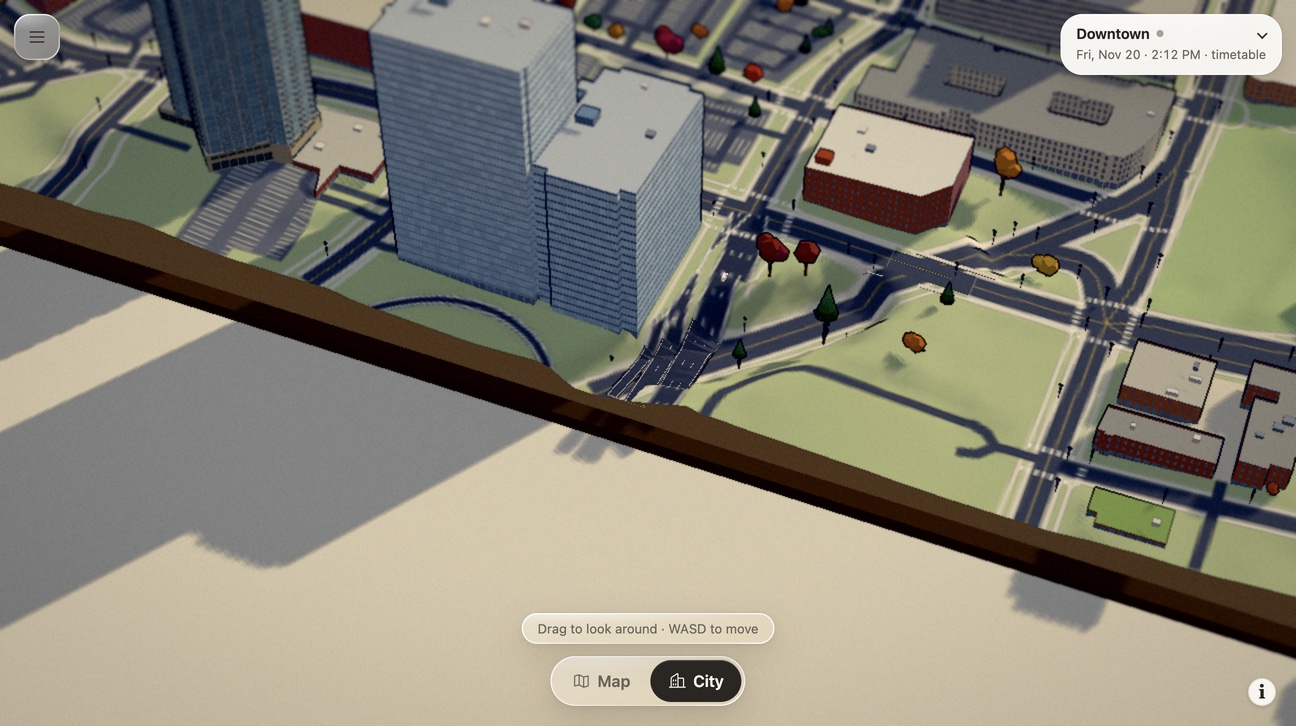 Downtown
Fri, Nov 20 · 2:12 PM · timetable
Drag to look around · WASD to move
Map
City